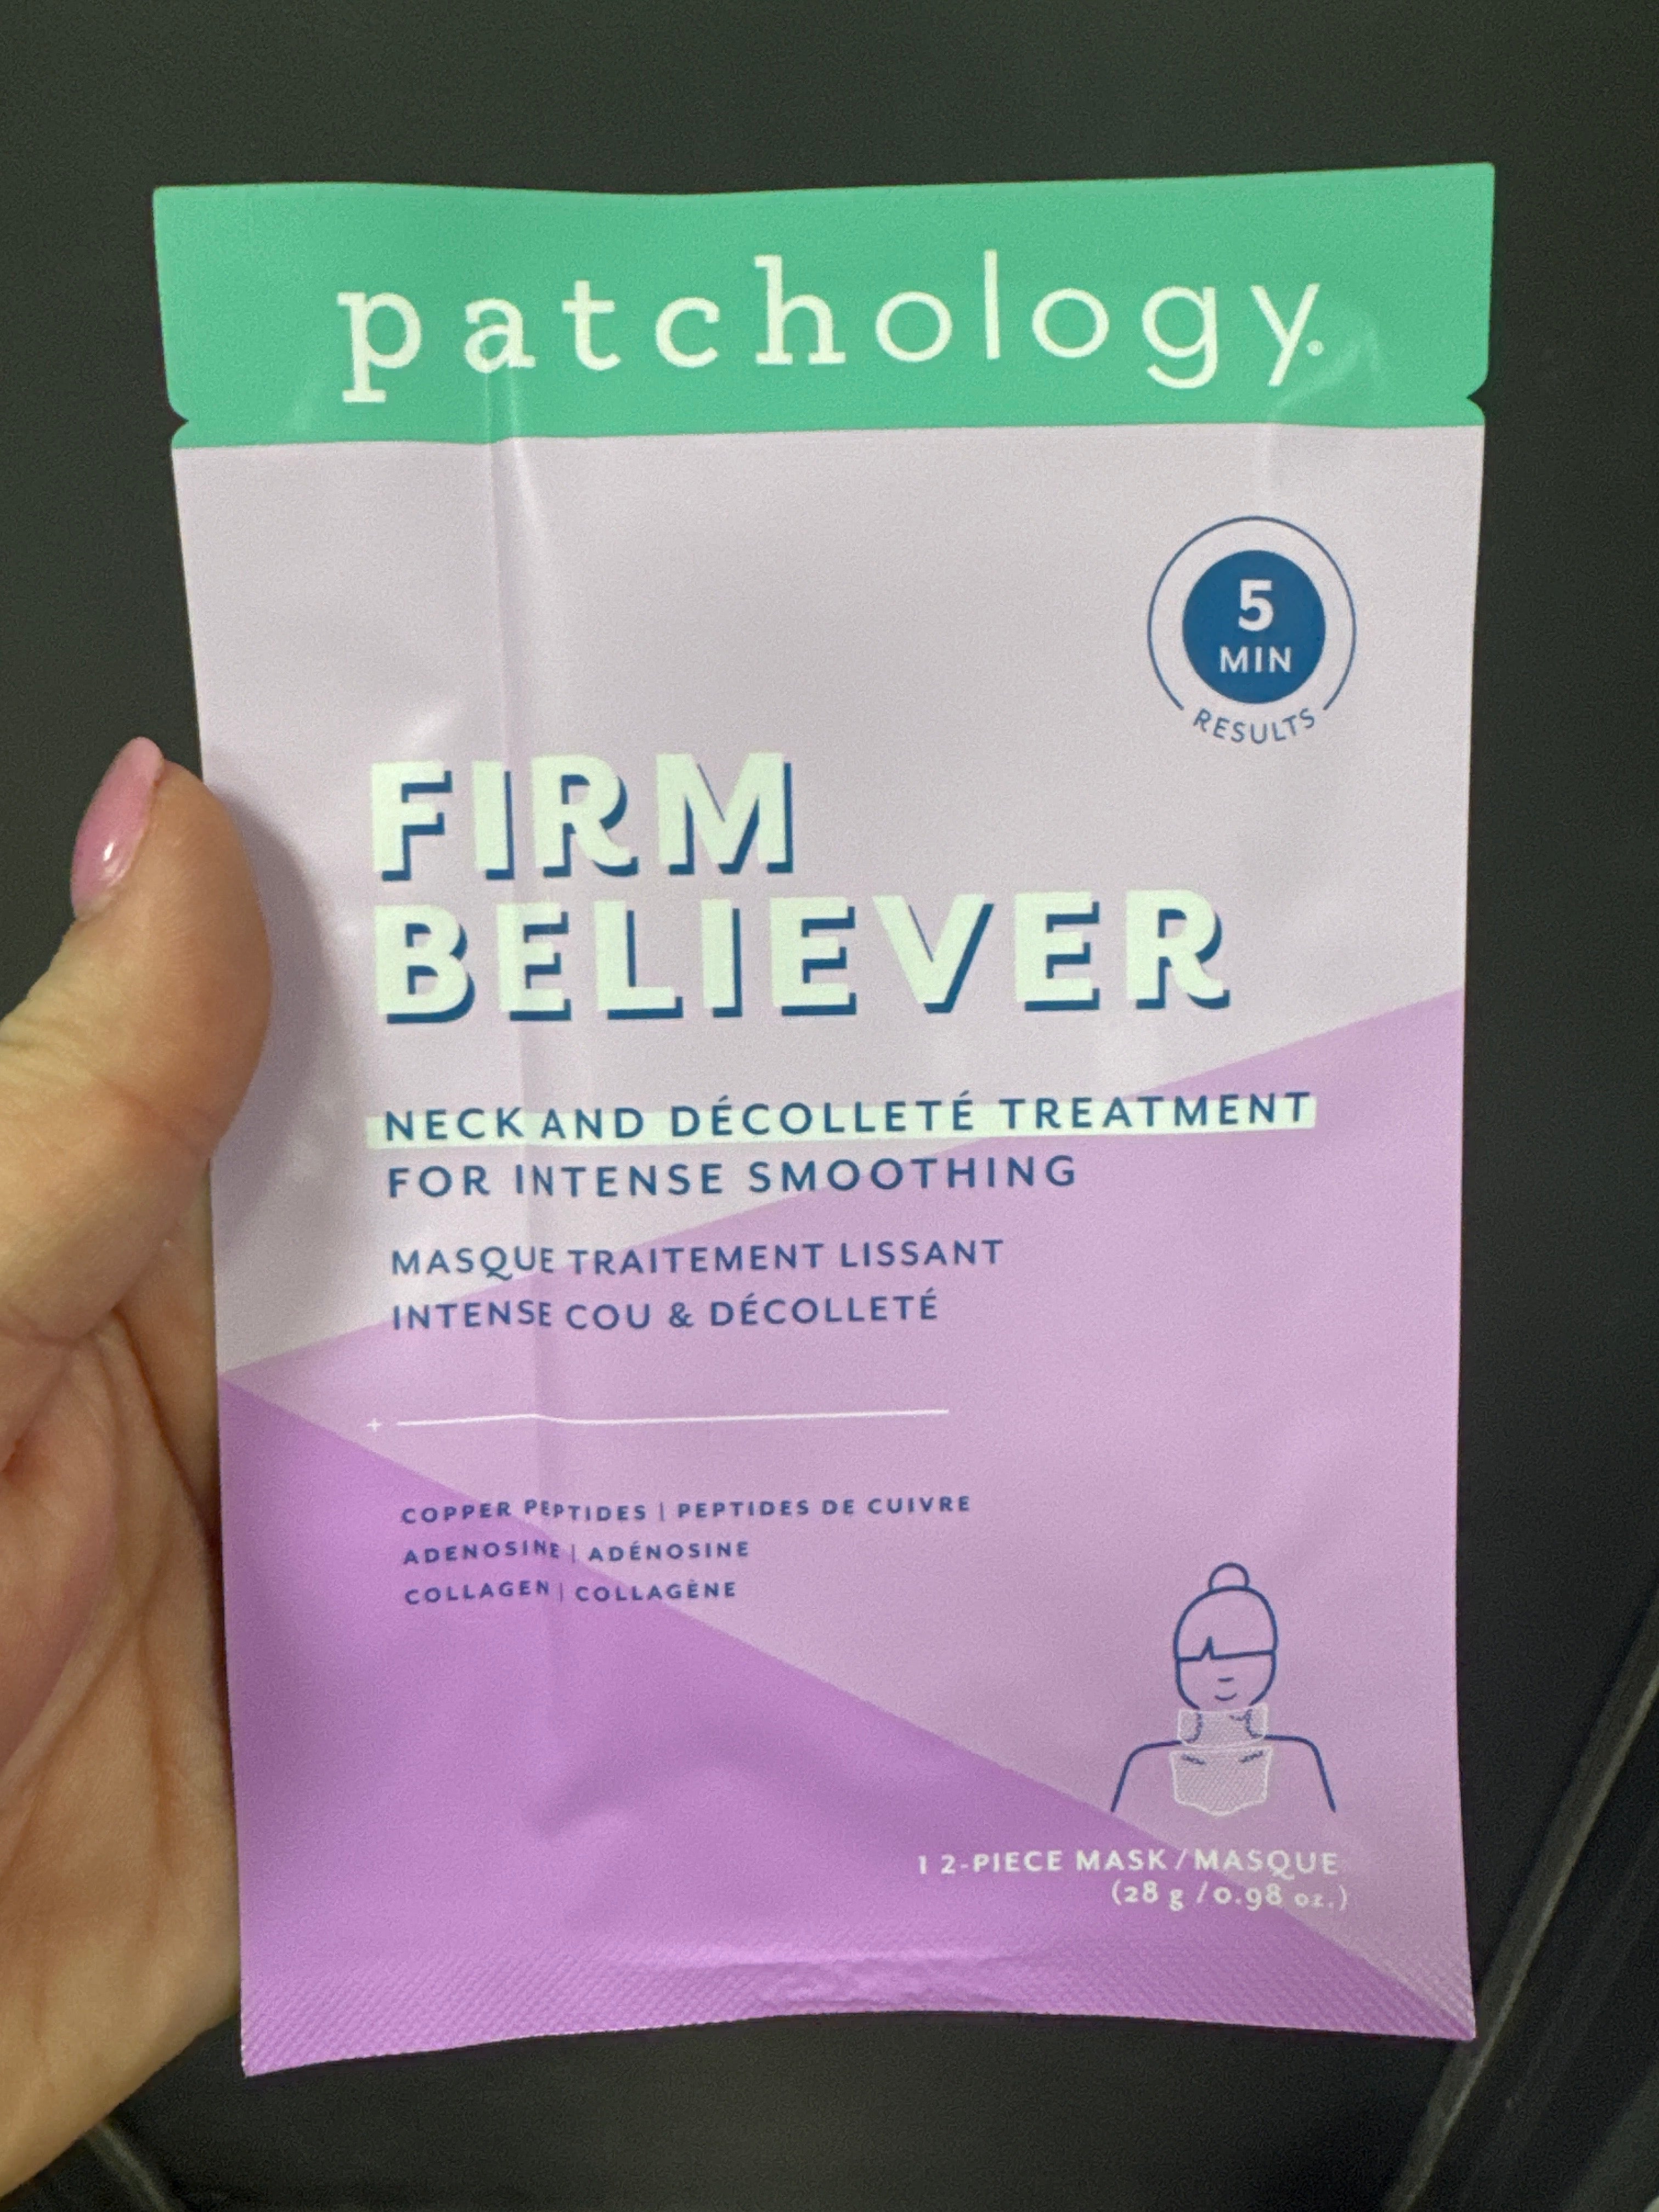 patchology.
5
MIN
RESULTS
FIRM
BELIEVER
NECK AND DÉCOLLETÉ TREATMENT
FOR INTENSE SMOOTHING
MASQUE TRAITEMENT LISSANT
INTENSE COU & DÉCOLLETÉ
COPPER PEPTIDES | PEPTIDES DE CUIVRE
ADENOSINE | ADÉNOSINE
COLLAGEN | COLLAGÈNE
1 2-PIECE MASK/MASQUE
(28 g /0.98 oz.)